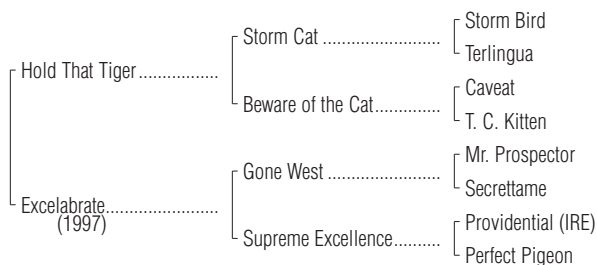 Storm Bird
Storm Cat ........................
Terlingua
Hold That Tiger ................
Caveat
Beware of the Cat..............
T. C. Kitten
Mr. Prospector
Gone West .......................
Secrettame
Excelabrate.......................
(1997)
Providential (IRE)
Supreme Excellence..........
Perfect Pigeon